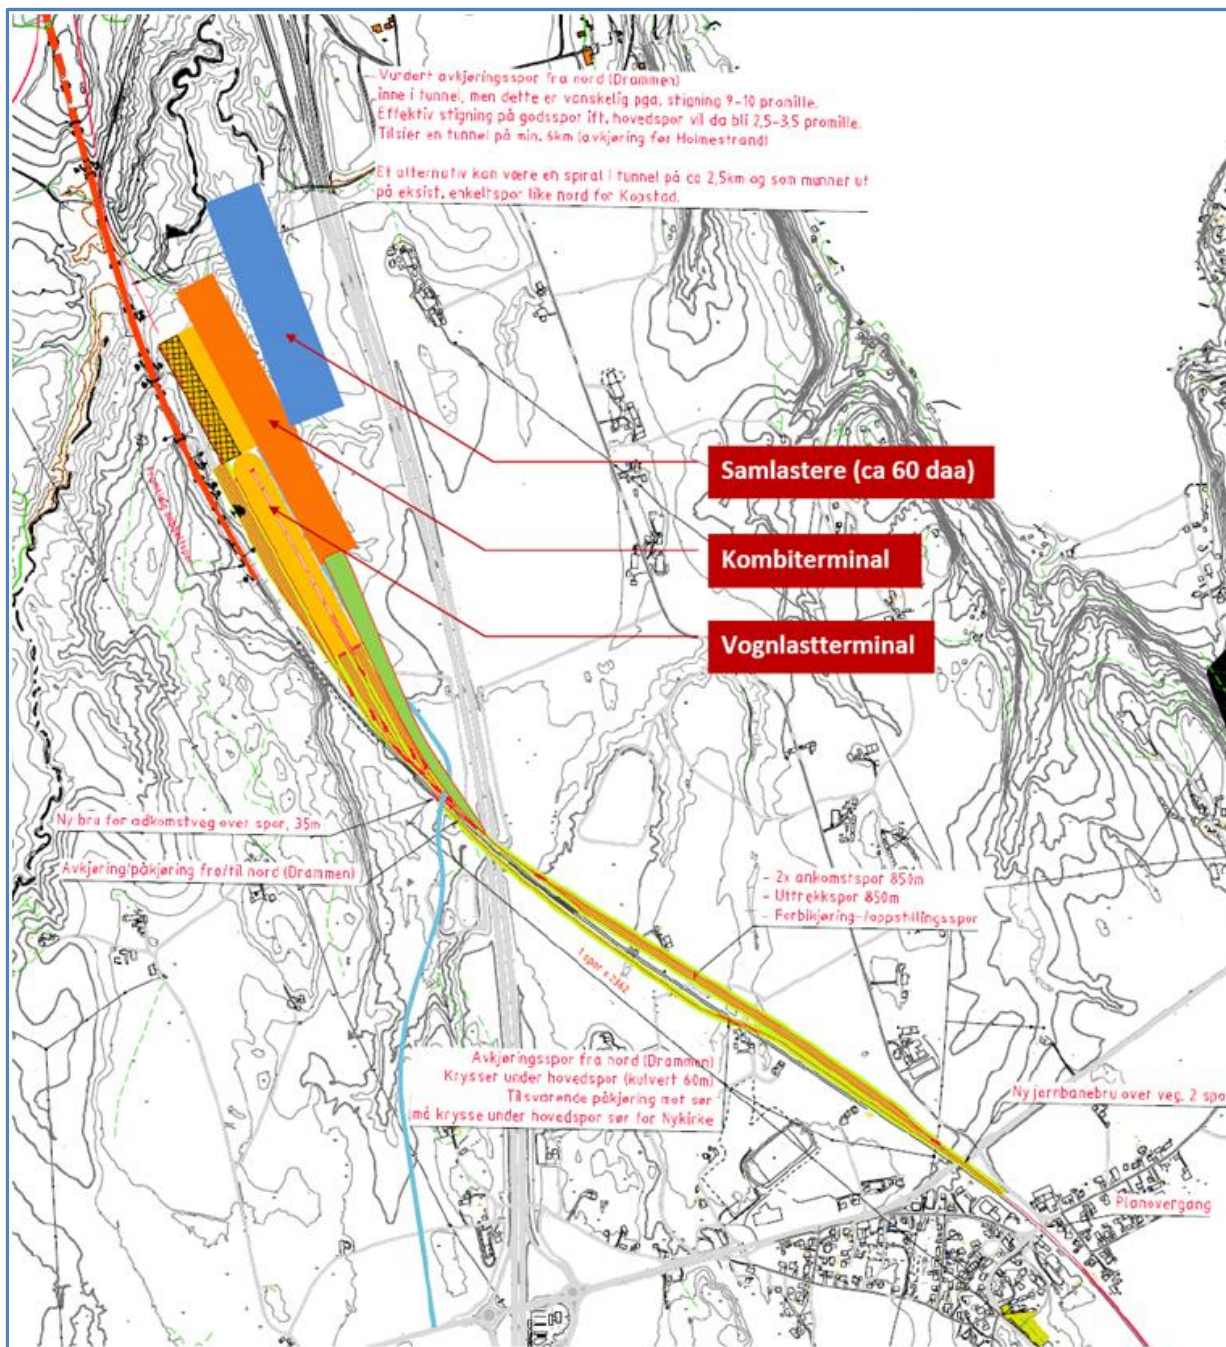 Vurdert avkjøringsspor fra nord (Drammen)
inne i tunnel, men dette er vanskelig pga. stigning 9-10 promille.
Effektiv stigning på godsspor ift. hovedspor vil da bli 2,5-3,5 promille.
Tilsier en tunnel på min. 6km (avkjøring før Holmestrand)
Et alternativ kan være en spiral i tunnel på ca 2,5km og som munner ut
på eksist. enkeltspor like nord for Kopstad.
Samlastere (ca 60 daa)
Kombiterminal
Vognlastterminal
Ny bru for adkomstveg over spor, 35m
Avkjøring/påkjøring fra/til nord (Drammen)
- 2x ankomstspor 850m
- Uttrekkspor 850m
- Forbikjøring-/oppstillingsspor
1 spor x 2362
Avkjøringsspor fra nord (Drammen)
Krysser under hovedspor (kulvert 60m)
Tilsvarende påkjøring mot sør
må krysse under hovedspor sør for Nykirke
Ny jernbanebru over veg. 2 spo
Planovergang